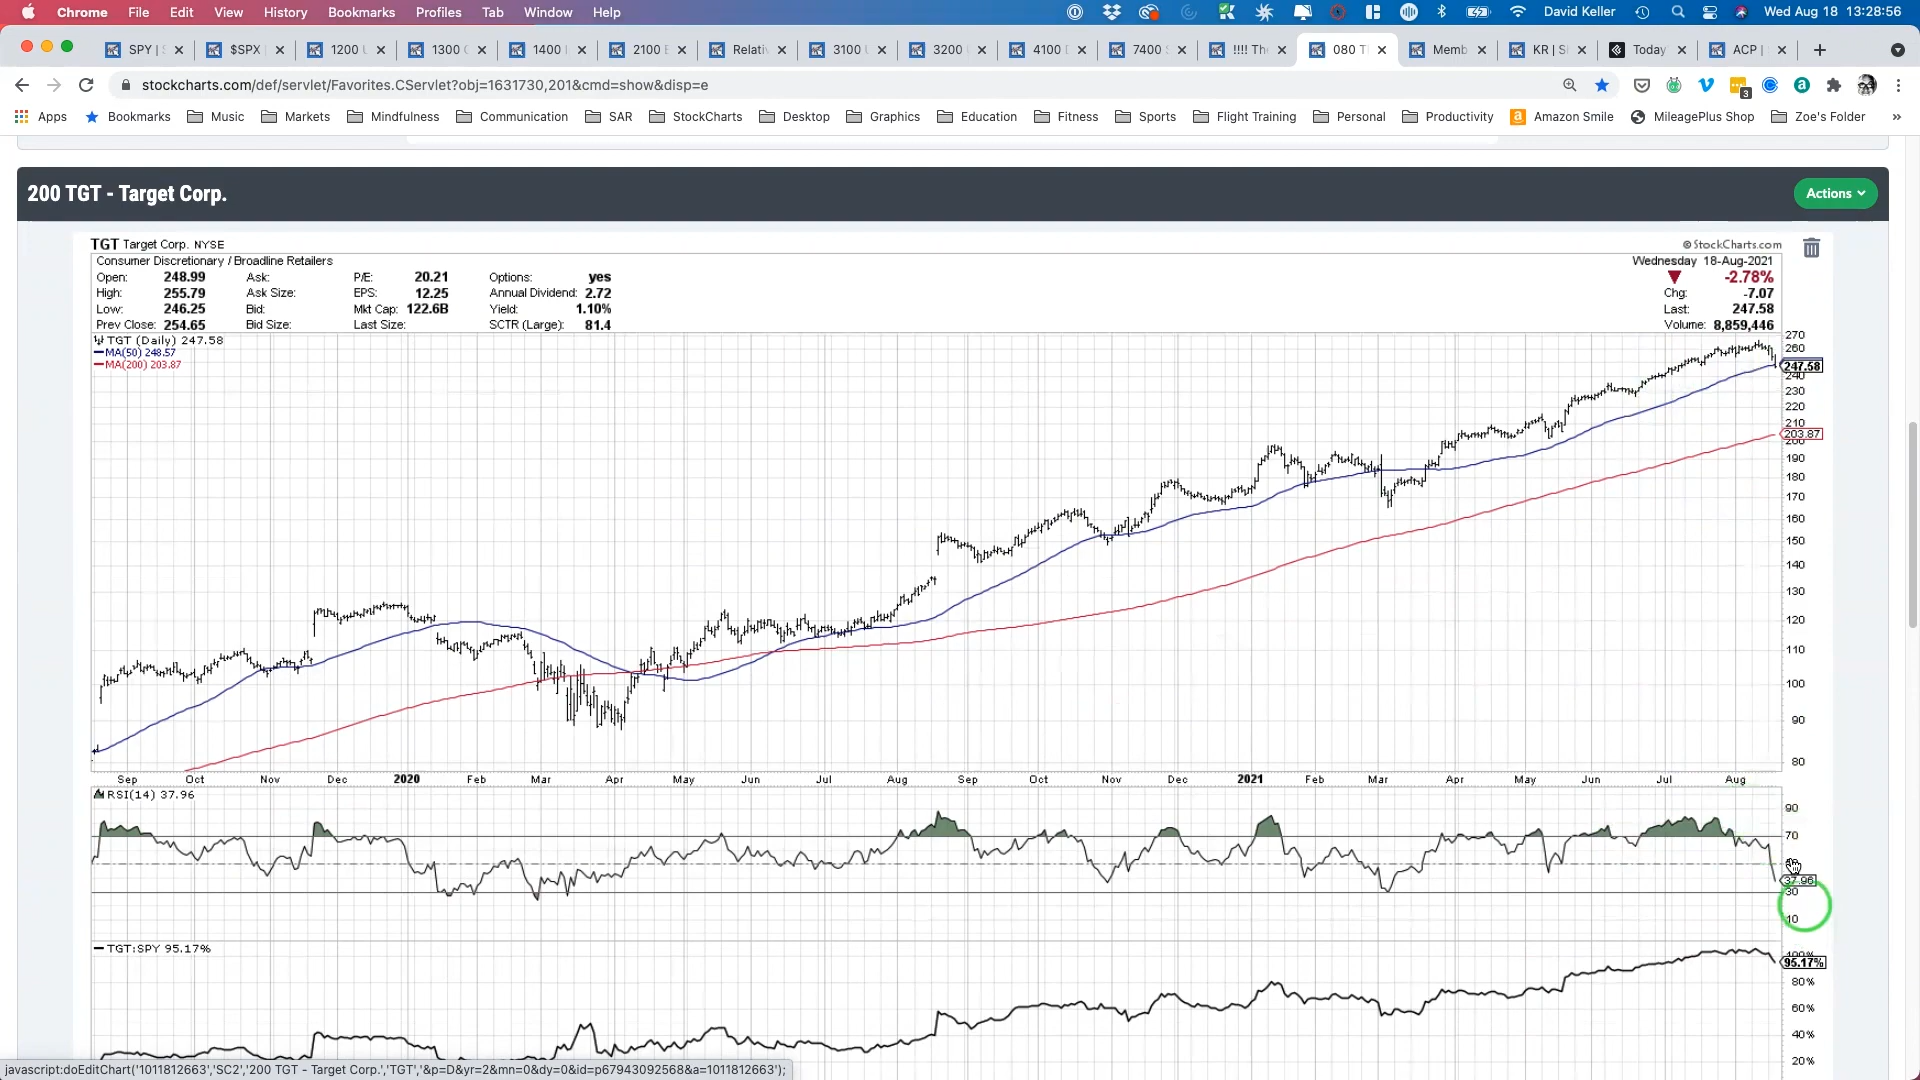 Chrome File Edit View History Bookmarks Profiles Tab Window Help David Keller Wed Aug 18 13:28:56
SPY | S $SPX 1200 U 1300 C 1400 2100 E Relativ 3100 U 3200 4100 D 7400 S !!!! The 080 T Memb KR | S Today ACP |
stockcharts.com/def/servlet/Favorites.CServlet?obj=1631730,201&cmd=show&disp=e
3
Apps Bookmarks Music Markets Mindfulness Communication SAR StockCharts Desktop Graphics Education Fitness Sports Flight Training Personal Productivity Amazon Smile MileagePlus Shop Zoe's Folder »
200 TGT - Target Corp. Actions
TGT Target Corp. NYSE © StockCharts.com
Consumer Discretionary / Broadline Retailers Wednesday 18-Aug-2021
Open: 248.99 Ask: P/E: 20.21 Options: yes -2.78%
High: 255.79 Ask Size: EPS: 12.25 Annual Dividend: 2.72 Chg: -7.07
Low: 246.25 Bid: Mkt Cap: 122.6B Yield: 1.10% Last: 247.58
Prev Close: 254.65 Bid Size: Last Size: SCTR (Large): 81.4 Volume: 8,859,446
TGT (Daily) 247.58
MA(50) 248.57
MA(200) 203.87
270
260
247.58
240
230
220
210
203.87
200
190
180
170
160
150
140
130
120
110
100
90
80
Sep Oct Nov Dec 2020 Feb Mar Apr May Jun Jul Aug Sep Oct Nov Dec 2021 Feb Mar Apr May Jun Jul Aug
RSI(14) 37.96
90
70
37.96
30
10
TGT:SPY 95.17%
100%
95.17%
80%
60%
40%
20%
javascript:doEditChart('1011812663','SC2','200 TGT - Target Corp.','TGT','&p=D&yr=2&mn=0&dy=0&id=p67943092568&a=1011812663');